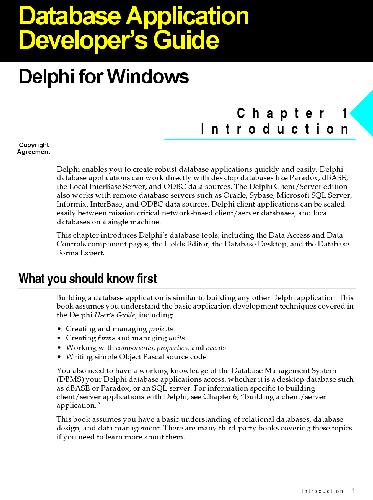 Database Application
Developer's Guide
Delphi for Windows
Chapter 1
Introduction
Copyright
Agreement
Delphi enables you to create robust database applications quickly and easily. Delphi
database applications can work directly with desktop databases like Paradox, dBASE,
the Local InterBase Server, and ODBC data sources. The Delphi Client/Server edition
also works with remote database servers such as Oracle, Sybase, Microsoft SQL Server,
Informix, InterBase, and ODBC data sources. Delphi client applications can be scaled
easily between mission critical network-based client/server databases, and local
databases on a single machine.
This chapter introduces Delphi's database tools, including the Data Access and Data
Controls component pages, the Fields Editor, the Database Desktop, and the Database
Forms Expert.
What you should know first
Building a database application is similar to building any other Delphi application. This
book assumes you understand the basic application development techniques covered in
the Delphi User's Guide, including:
• Creating and managing projects
• Creating forms and managing units
• Working with components, properties, and events
• Writing simple Object Pascal source code
You also need to have a working knowledge of the Database Management System
(DBMS) your Delphi database applications access, whether it is a desktop database such
as dBASE or Paradox, or an SQL server. For information specific to building
client/server applications with Delphi, see Chapter 6, "Building a client/server
application."
This book assumes you have a basic understanding of relational databases, database
design, and data management. There are many third-party books covering these topics
if you need to learn more about them.
Introduction 1